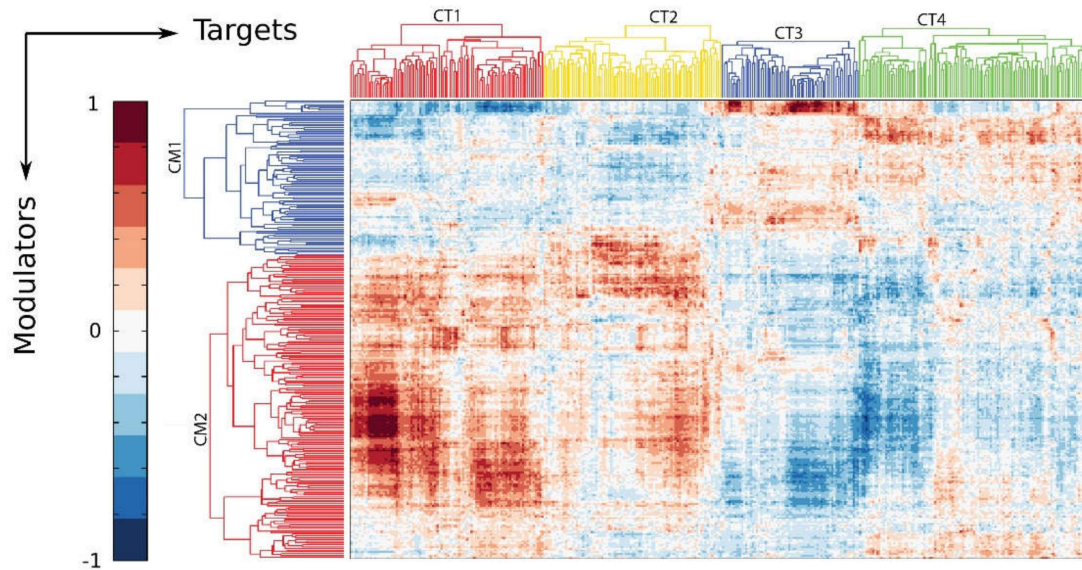 Targets
Modulators
CT1
CT2
CT3
CT4
1
0
-1
CM1
CM2